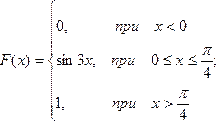 0, при x < 0
F(x) = { sin 3x, при 0 ≤ x ≤ π/4;
1, при x > π/4